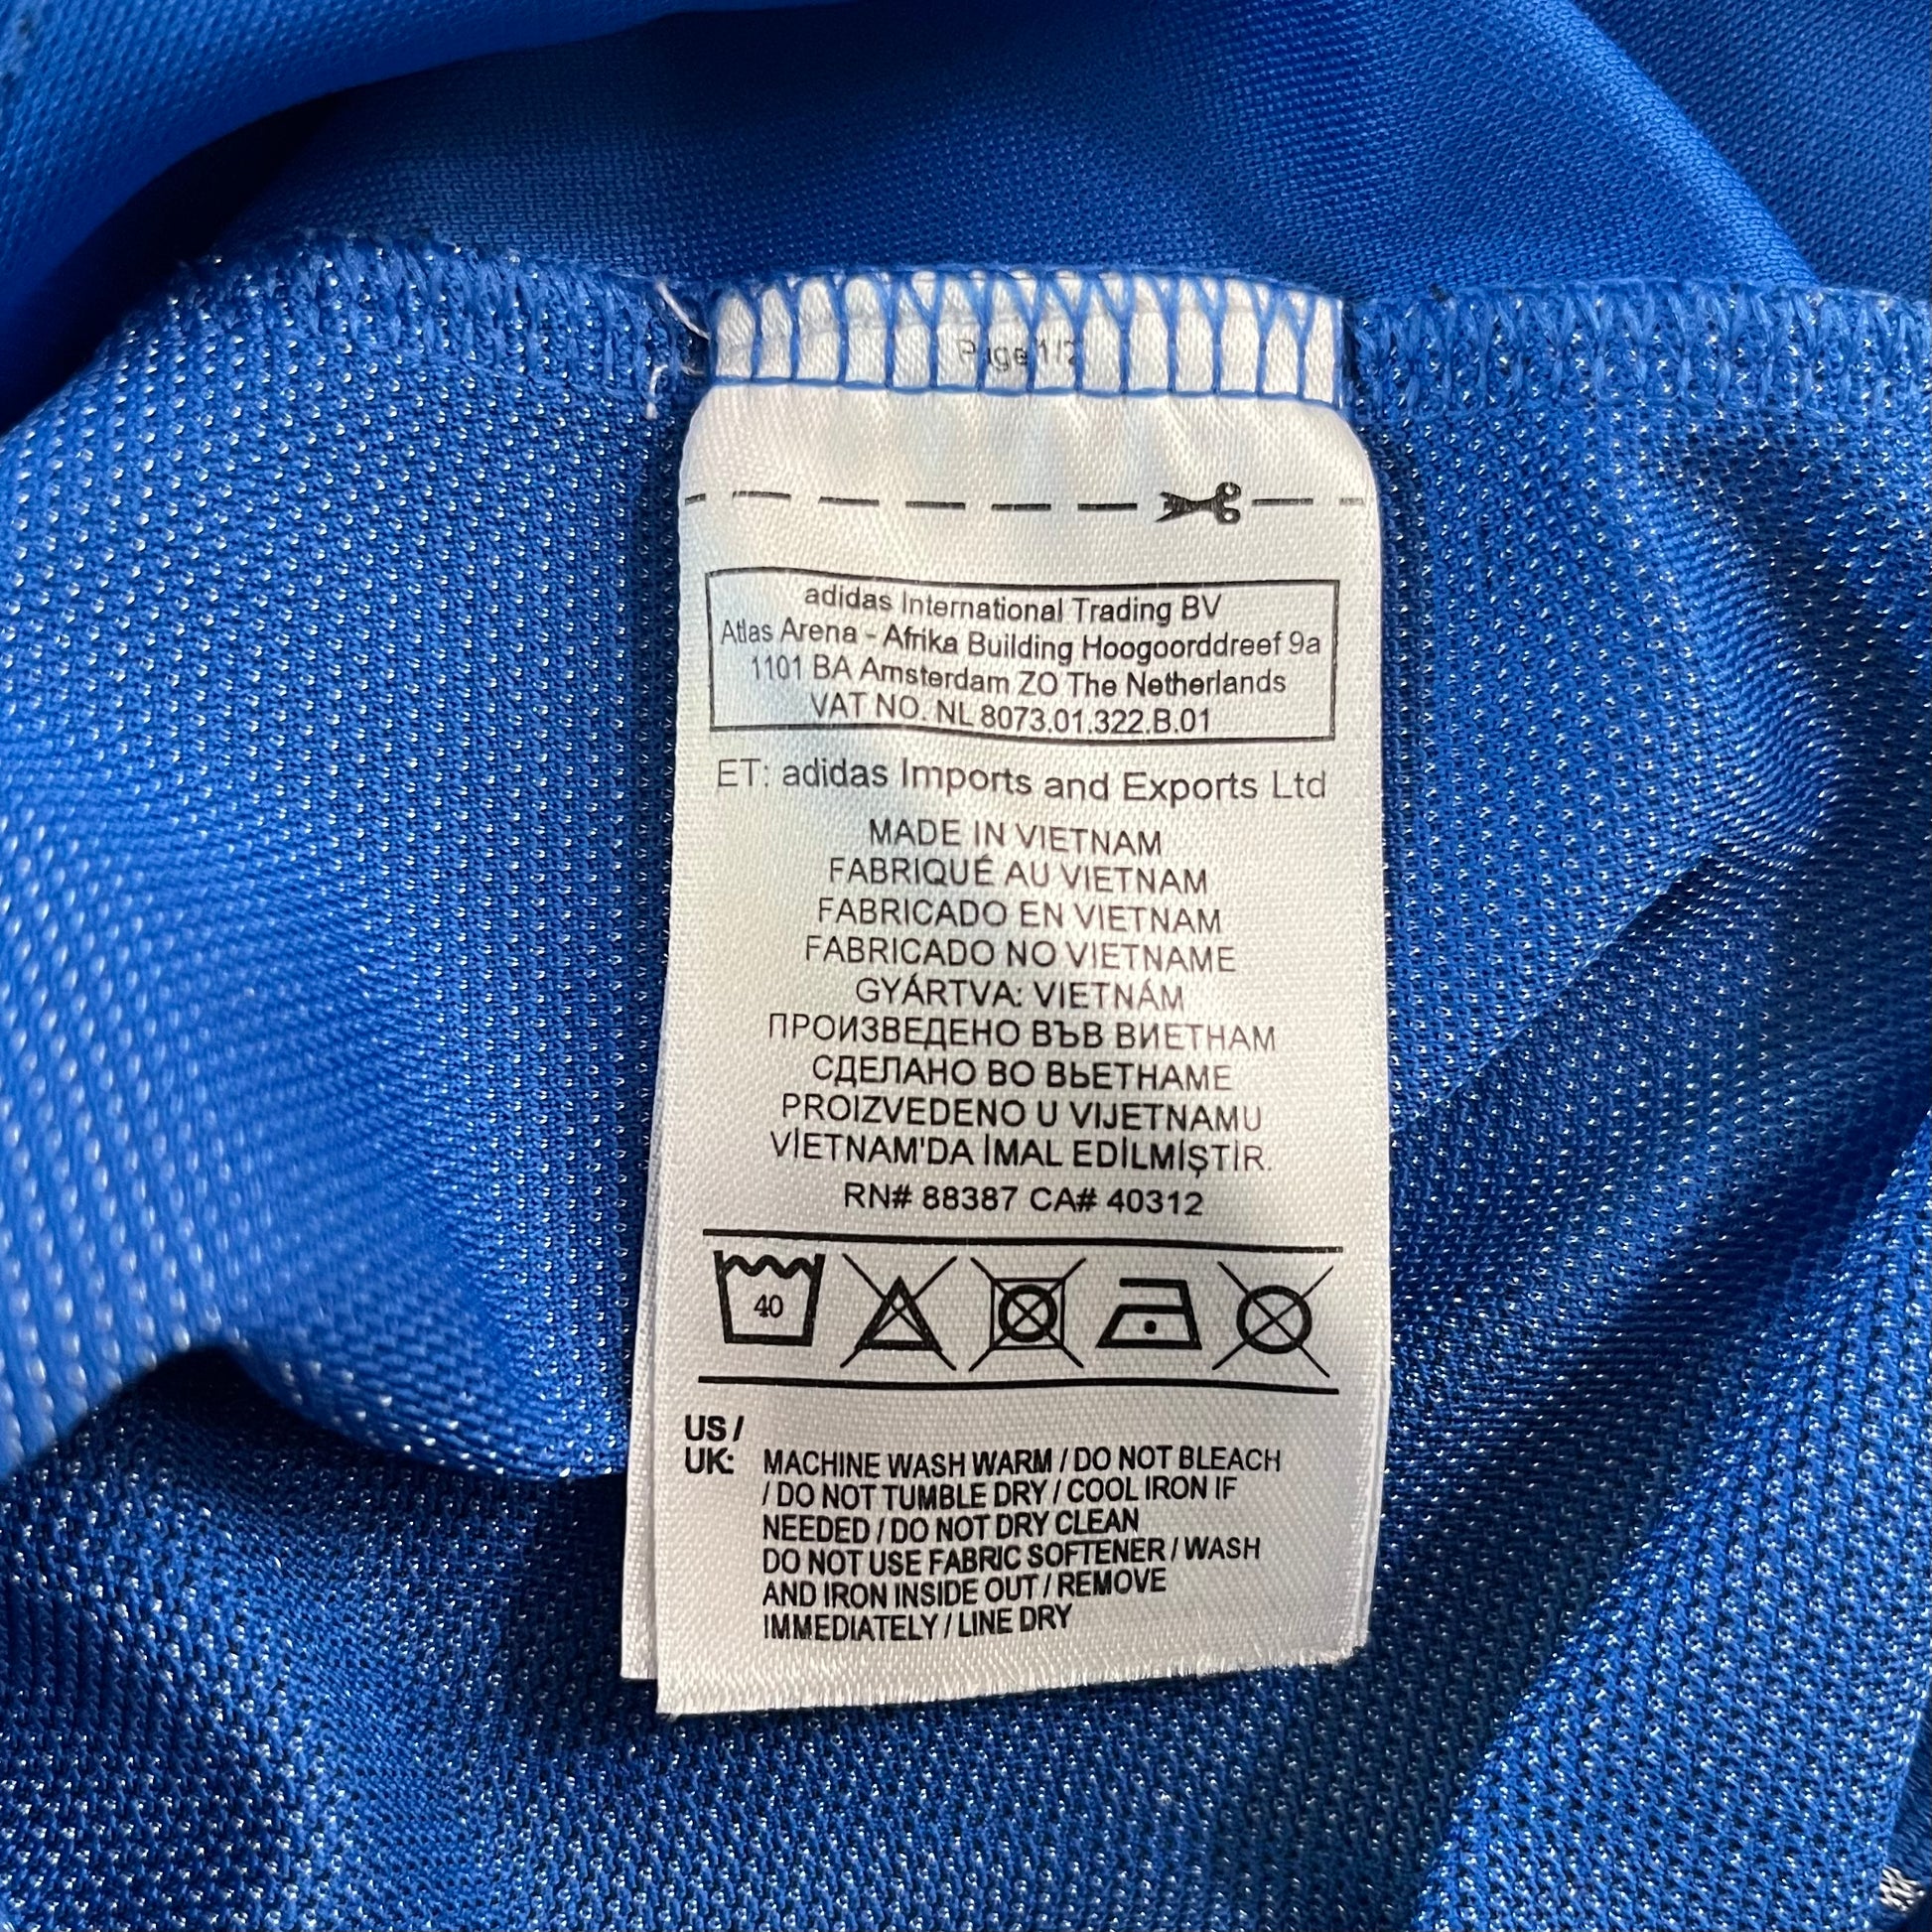 Page 1/2
adidas International Trading BV
Atlas Arena - Afrika Building Hoogoorddreef 9a
1101 BA Amsterdam ZO The Netherlands
VAT NO. NL 8073.01.322.B.01
ET: adidas Imports and Exports Ltd
MADE IN VIETNAM
FABRIQUÉ AU VIETNAM
FABRICADO EN VIETNAM
FABRICADO NO VIETNAME
GYÁRTVA: VIETNÁM
ПРОИЗВЕДЕНО ВЪВ ВИЕТНАМ
СДЕЛАНО ВО ВЬЕТНАМЕ
PROIZVEDENO U VIJETNAMU
VİETNAM'DA İMAL EDİLMİŞTİR.
RN# 88387 CA# 40312
40
US /
UK: MACHINE WASH WARM / DO NOT BLEACH
/ DO NOT TUMBLE DRY / COOL IRON IF
NEEDED / DO NOT DRY CLEAN
DO NOT USE FABRIC SOFTENER / WASH
AND IRON INSIDE OUT / REMOVE
IMMEDIATELY / LINE DRY